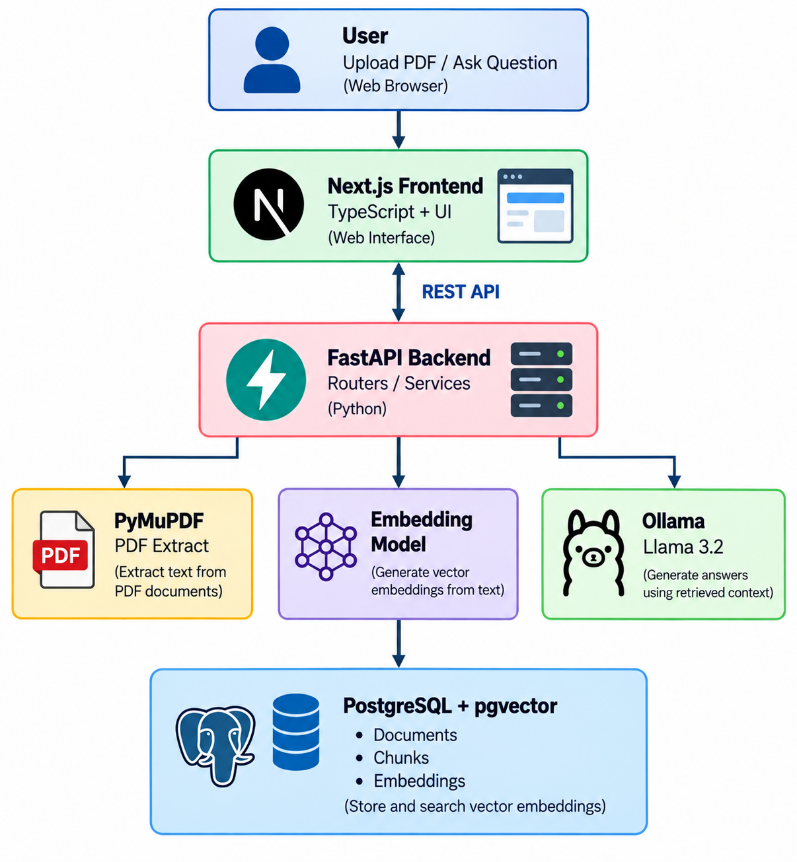 User
Upload PDF / Ask Question
(Web Browser)
N
Next.js Frontend
TypeScript + UI
(Web Interface)
REST API
FastAPI Backend
Routers / Services
(Python)
PDF
PyMuPDF
PDF Extract
(Extract text from
PDF documents)
Embedding
Model
(Generate vector
embeddings from text)
Ollama
Llama 3.2
(Generate answers
using retrieved context)
PostgreSQL + pgvector
• Documents
• Chunks
• Embeddings
(Store and search vector embeddings)